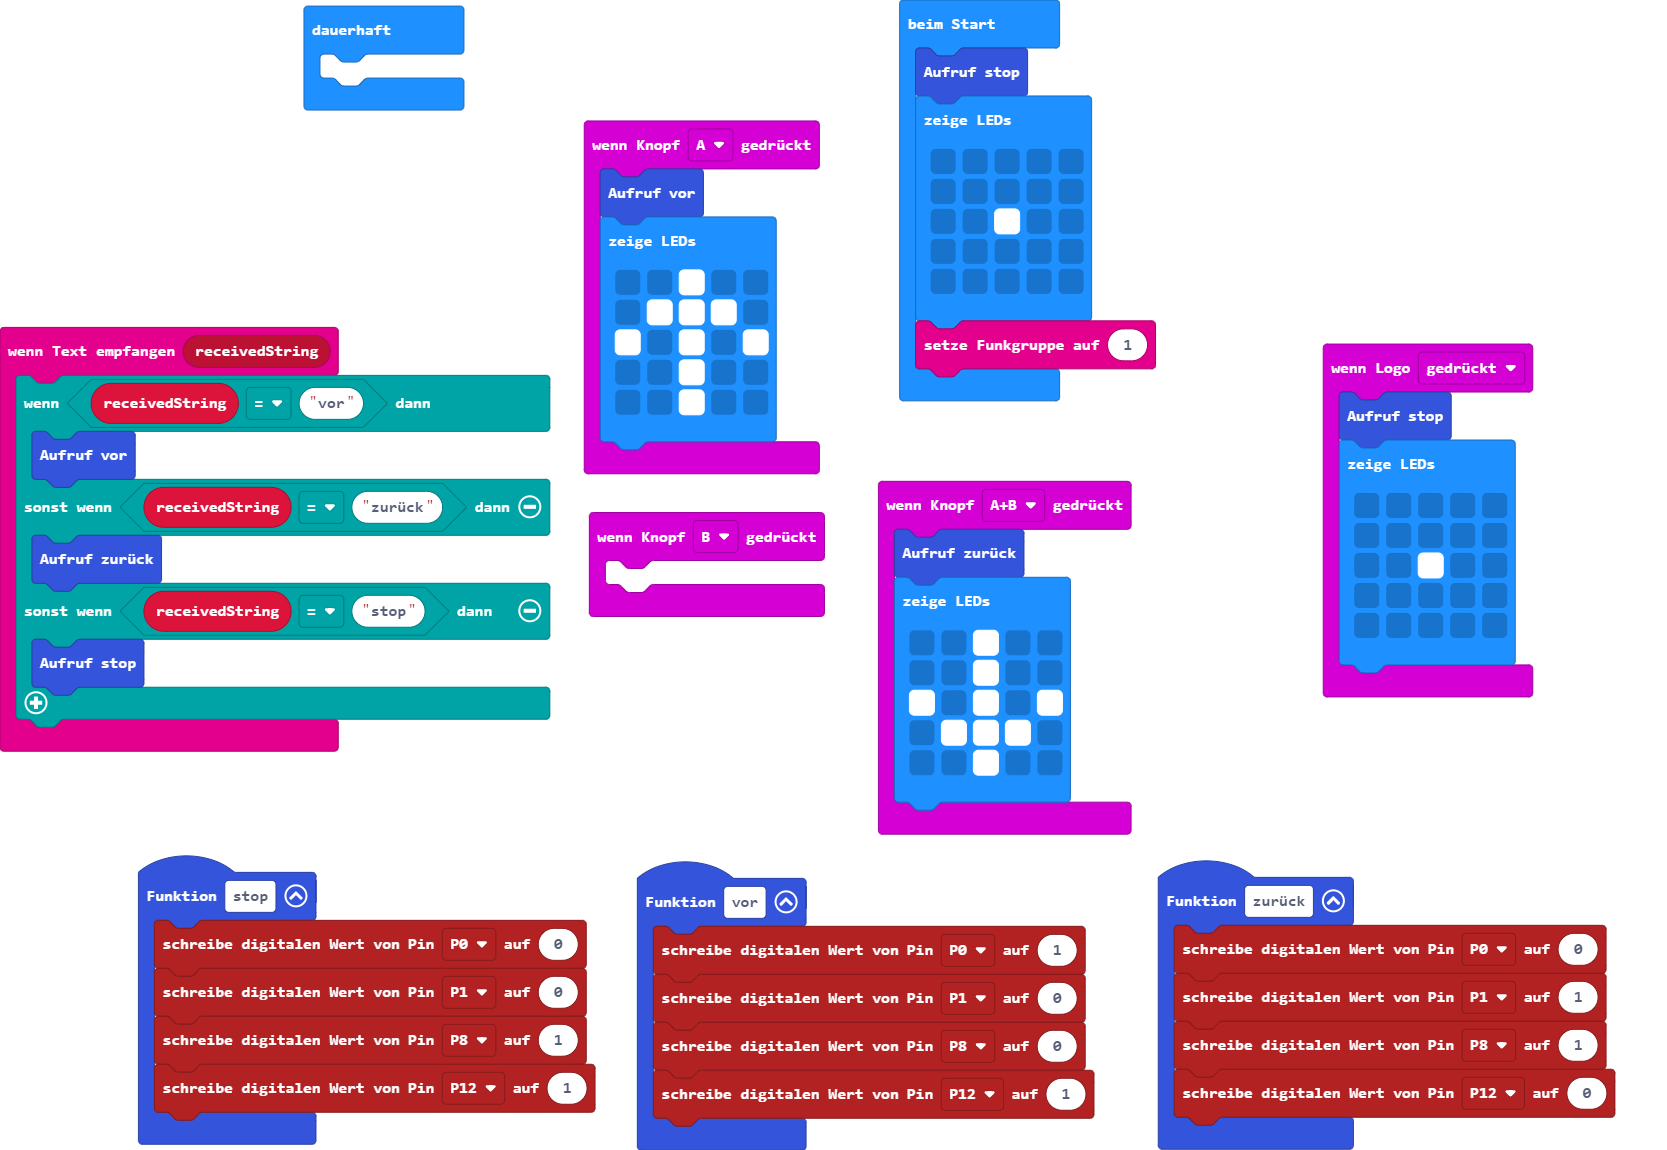 dauerhaft
beim Start
Aufruf stop
zeige LEDs
setze Funkgruppe auf 1
wenn Knopf A gedrückt
Aufruf vor
zeige LEDs
wenn Text empfangen receivedString
wenn receivedString = "vor" dann
Aufruf vor
sonst wenn receivedString = "zurück" dann
Aufruf zurück
sonst wenn receivedString = "stop" dann
Aufruf stop
wenn Knopf B gedrückt
wenn Knopf A+B gedrückt
Aufruf zurück
zeige LEDs
wenn Logo gedrückt
Aufruf stop
zeige LEDs
Funktion stop
schreibe digitalen Wert von Pin P0 auf 0
schreibe digitalen Wert von Pin P1 auf 0
schreibe digitalen Wert von Pin P8 auf 1
schreibe digitalen Wert von Pin P12 auf 1
Funktion vor
schreibe digitalen Wert von Pin P0 auf 1
schreibe digitalen Wert von Pin P1 auf 0
schreibe digitalen Wert von Pin P8 auf 0
schreibe digitalen Wert von Pin P12 auf 1
Funktion zurück
schreibe digitalen Wert von Pin P0 auf 0
schreibe digitalen Wert von Pin P1 auf 1
schreibe digitalen Wert von Pin P8 auf 1
schreibe digitalen Wert von Pin P12 auf 0